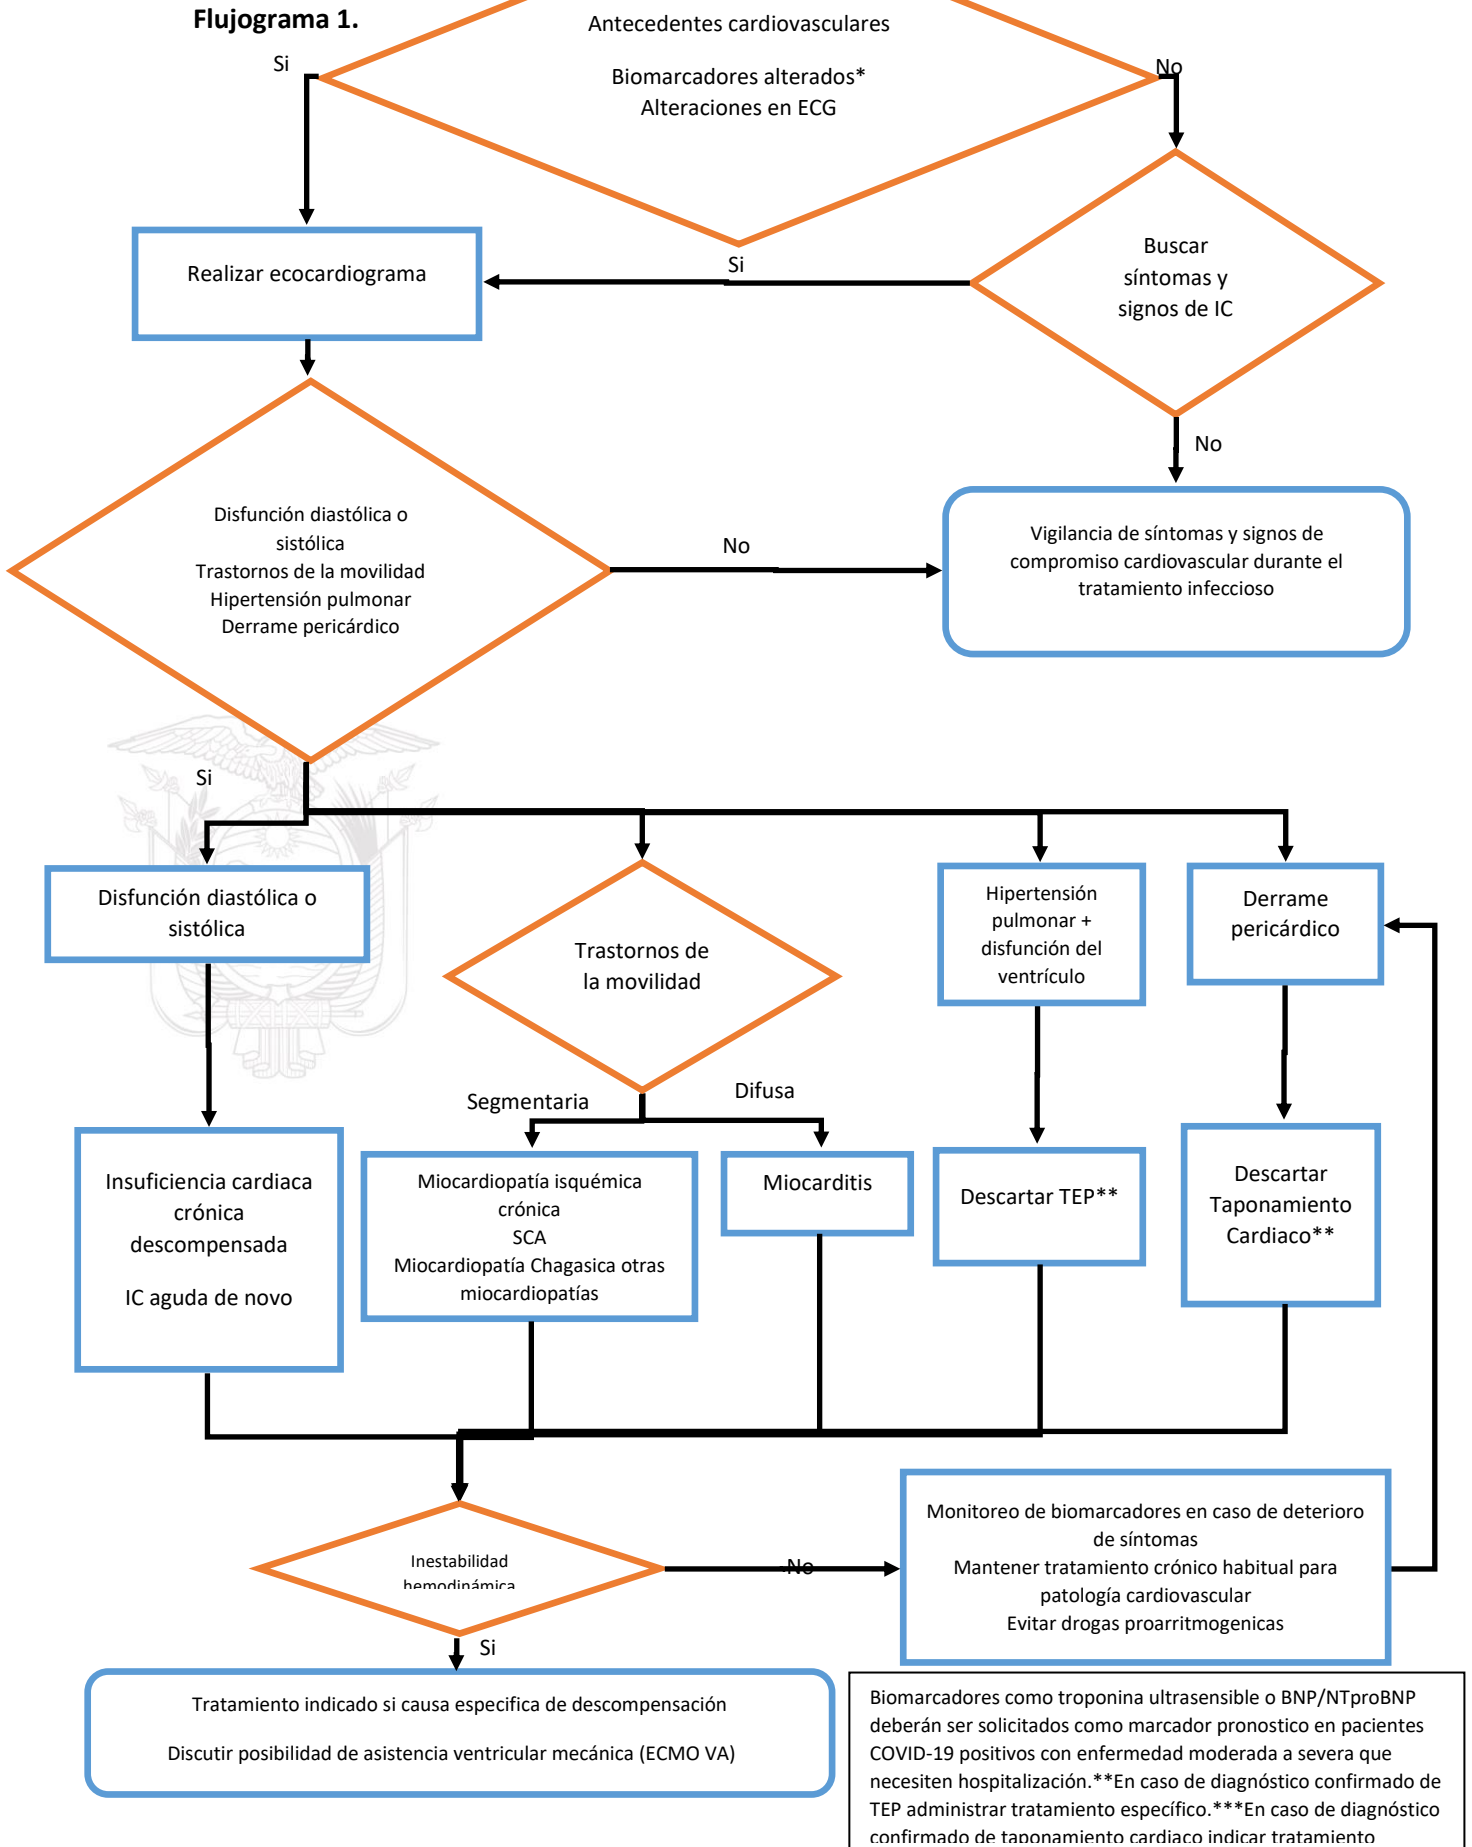 Flujograma 1.
Antecedentes cardiovasculares
Biomarcadores alterados*
Alteraciones en ECG
Si
No
Realizar ecocardiograma
Si
Buscar
síntomas y
signos de IC
No
Disfunción diastólica o
sistólica
Trastornos de la movilidad
Hipertensión pulmonar
Derrame pericárdico
No
Vigilancia de síntomas y signos de
compromiso cardiovascular durante el
tratamiento infeccioso
Si
Disfunción diastólica o
sistólica
Trastornos de
la movilidad
Hipertensión
pulmonar +
disfunción del
ventrículo
Derrame
pericárdico
Segmentaria
Difusa
Insuficiencia cardiaca
crónica
descompensada
IC aguda de novo
Miocardiopatía isquémica
crónica
SCA
Miocardiopatía Chagasica otras
miocardiopatías
Miocarditis
Descartar TEP**
Descartar
Taponamiento
Cardiaco**
Inestabilidad
hemodinámica
No
Monitoreo de biomarcadores en caso de deterioro
de síntomas
Mantener tratamiento crónico habitual para
patología cardiovascular
Evitar drogas proarritmogenicas
Si
Tratamiento indicado si causa especifica de descompensación
Discutir posibilidad de asistencia ventricular mecánica (ECMO VA)
Biomarcadores como troponina ultrasensible o BNP/NTproBNP
deberán ser solicitados como marcador pronostico en pacientes
COVID-19 positivos con enfermedad moderada a severa que
necesiten hospitalización.**En caso de diagnóstico confirmado de
TEP administrar tratamiento específico.***En caso de diagnóstico
confirmado de taponamiento cardiaco indicar tratamiento